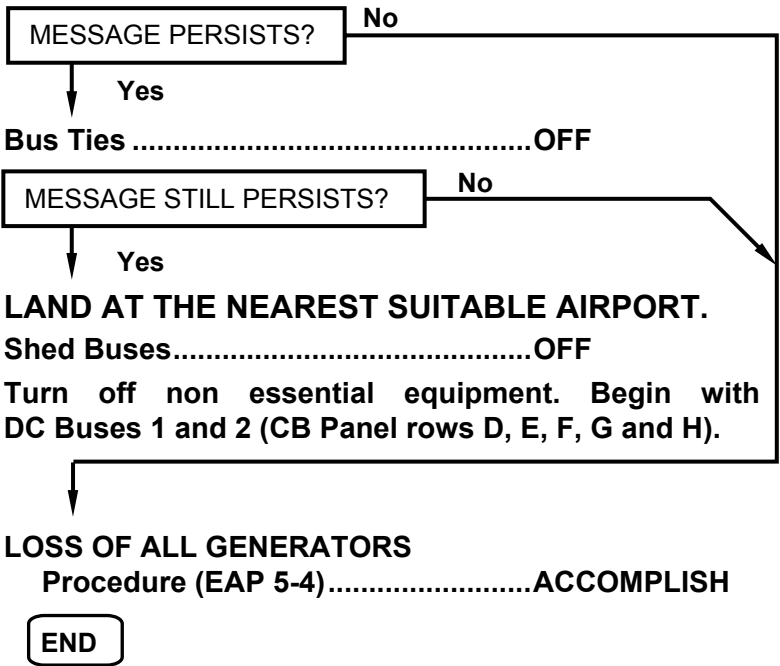 MESSAGE PERSISTS?
No
Yes
Bus Ties .................................................OFF
MESSAGE STILL PERSISTS?
No
Yes
LAND AT THE NEAREST SUITABLE AIRPORT.
Shed Buses............................................OFF
Turn off non essential equipment. Begin with
DC Buses 1 and 2 (CB Panel rows D, E, F, G and H).
LOSS OF ALL GENERATORS
Procedure (EAP 5-4).........................ACCOMPLISH
END